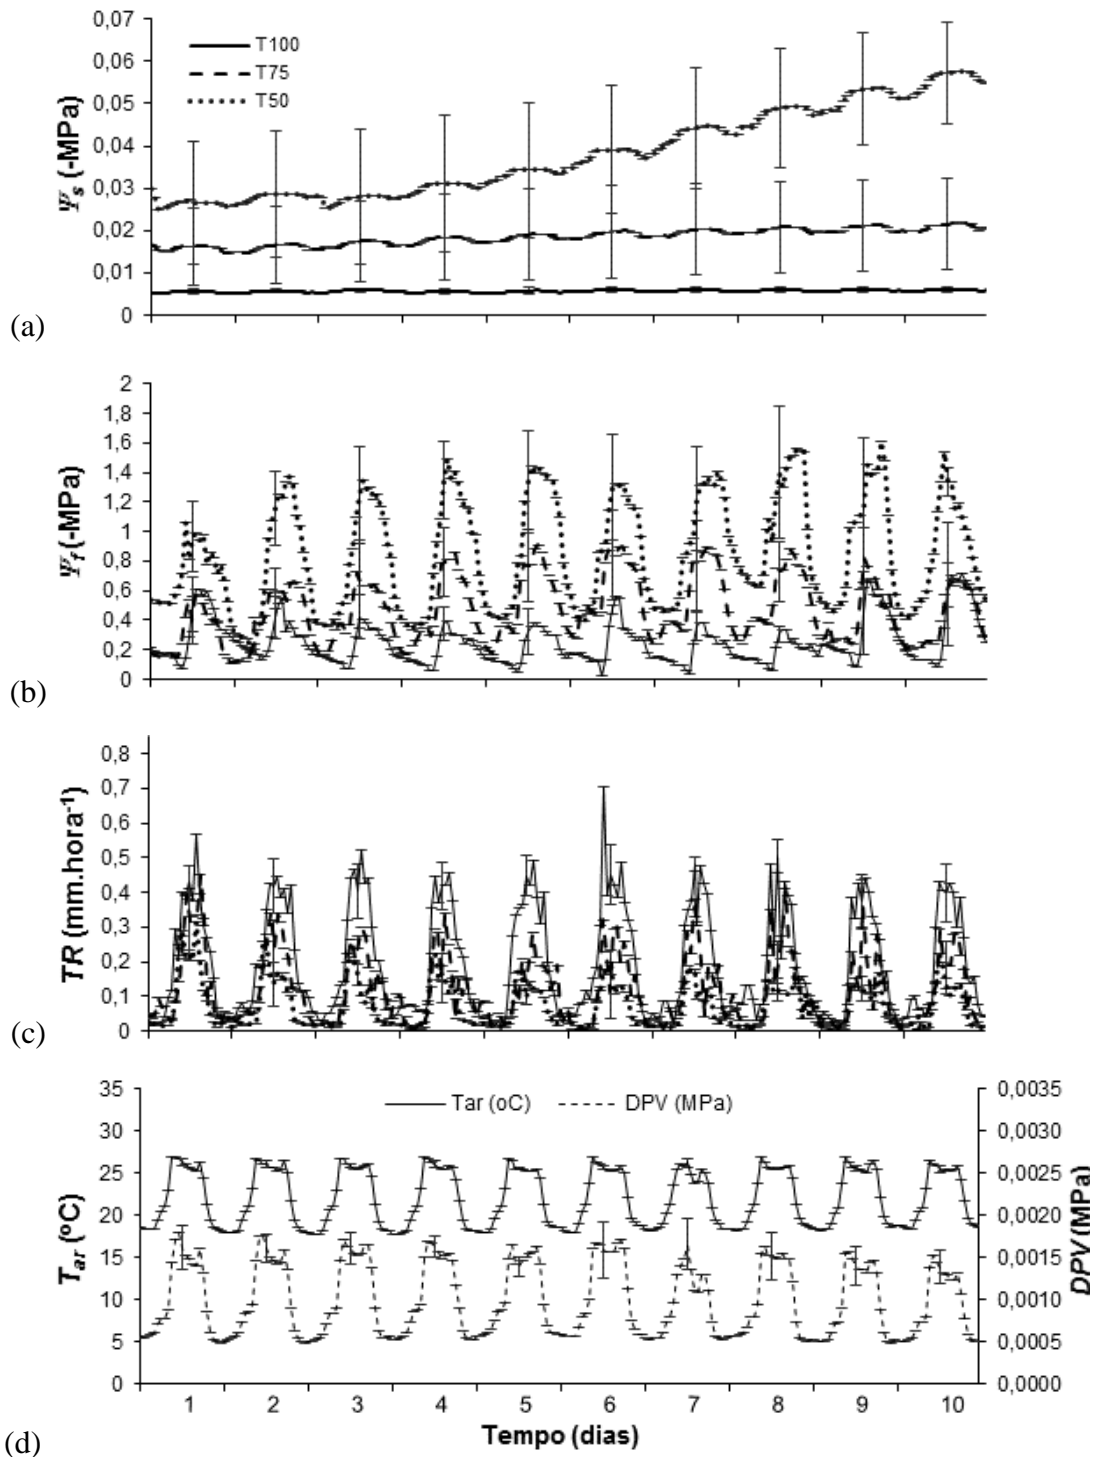 0,07
0,06
0,05
0,04
0,03
0,02
0,01
0
Ψs (-MPa)
T100
T75
T50
(a)
2
1,8
1,6
1,4
1,2
1
0,8
0,6
0,4
0,2
0
Ψf (-MPa)
(b)
0,8
0,7
0,6
0,5
0,4
0,3
0,2
0,1
0
TR (mm.hora-1)
(c)
35
30
25
20
15
10
5
0
Tar (ºC)
Tar (oC)
DPV (MPa)
0,0035
0,0030
0,0025
0,0020
0,0015
0,0010
0,0005
0,0000
DPV (MPa)
1 2 3 4 5 6 7 8 9 10
Tempo (dias)
(d)